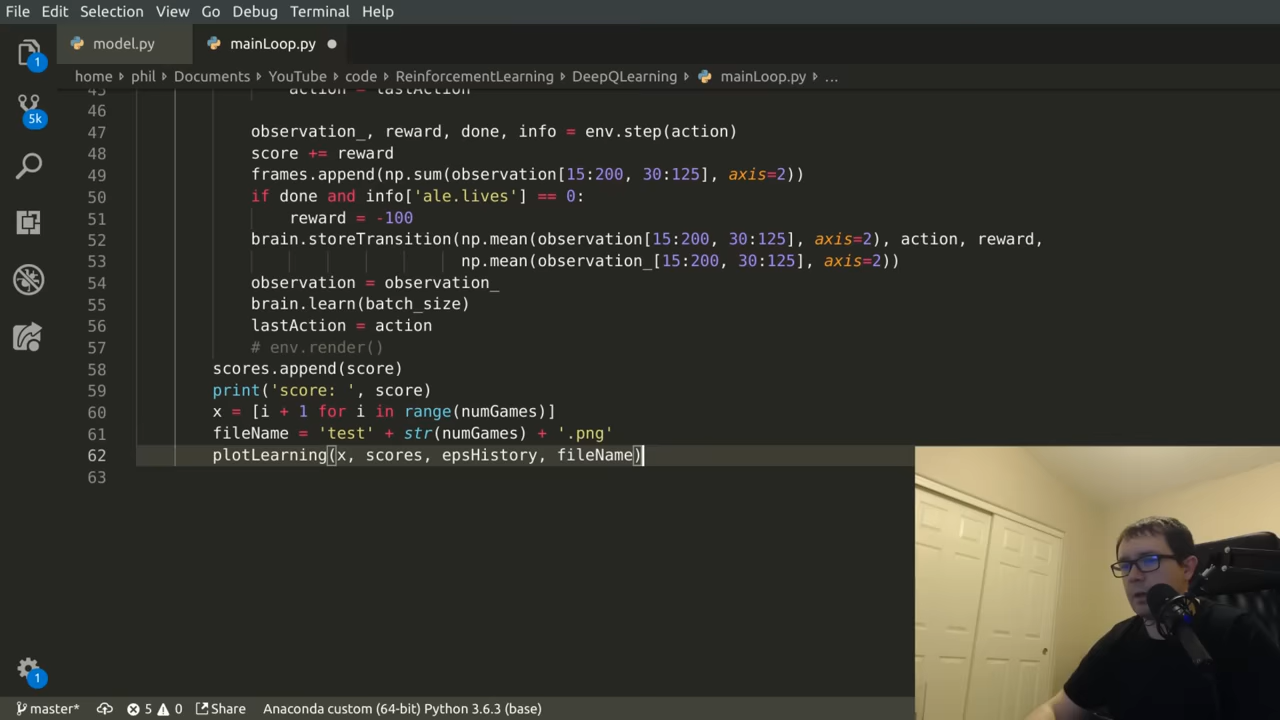 File Edit Selection View Go Debug Terminal Help
model.py mainLoop.py
home › phil › Documents › YouTube › code › ReinforcementLearning › DeepQLearning › mainLoop.py › ...
45 action = lastAction
46
47 observation_, reward, done, info = env.step(action)
48 score += reward
49 frames.append(np.sum(observation[15:200, 30:125], axis=2))
50 if done and info['ale.lives'] == 0:
51 reward = -100
52 brain.storeTransition(np.mean(observation[15:200, 30:125], axis=2), action, reward,
53 np.mean(observation_[15:200, 30:125], axis=2))
54 observation = observation_
55 brain.learn(batch_size)
56 lastAction = action
57 # env.render()
58 scores.append(score)
59 print('score: ', score)
60 x = [i + 1 for i in range(numGames)]
61 fileName = 'test' + str(numGames) + '.png'
62 plotLearning(x, scores, epsHistory, fileName)
63
1
5k
1
master* 5 0 Share Anaconda custom (64-bit) Python 3.6.3 (base)